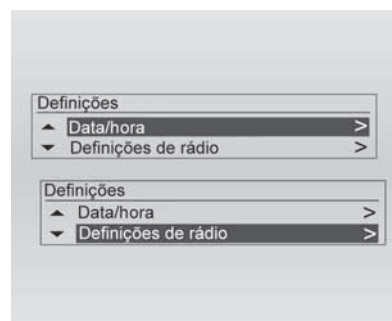 Definições
Data/hora >
Definições de rádio >
Definições
Data/hora >
Definições de rádio >